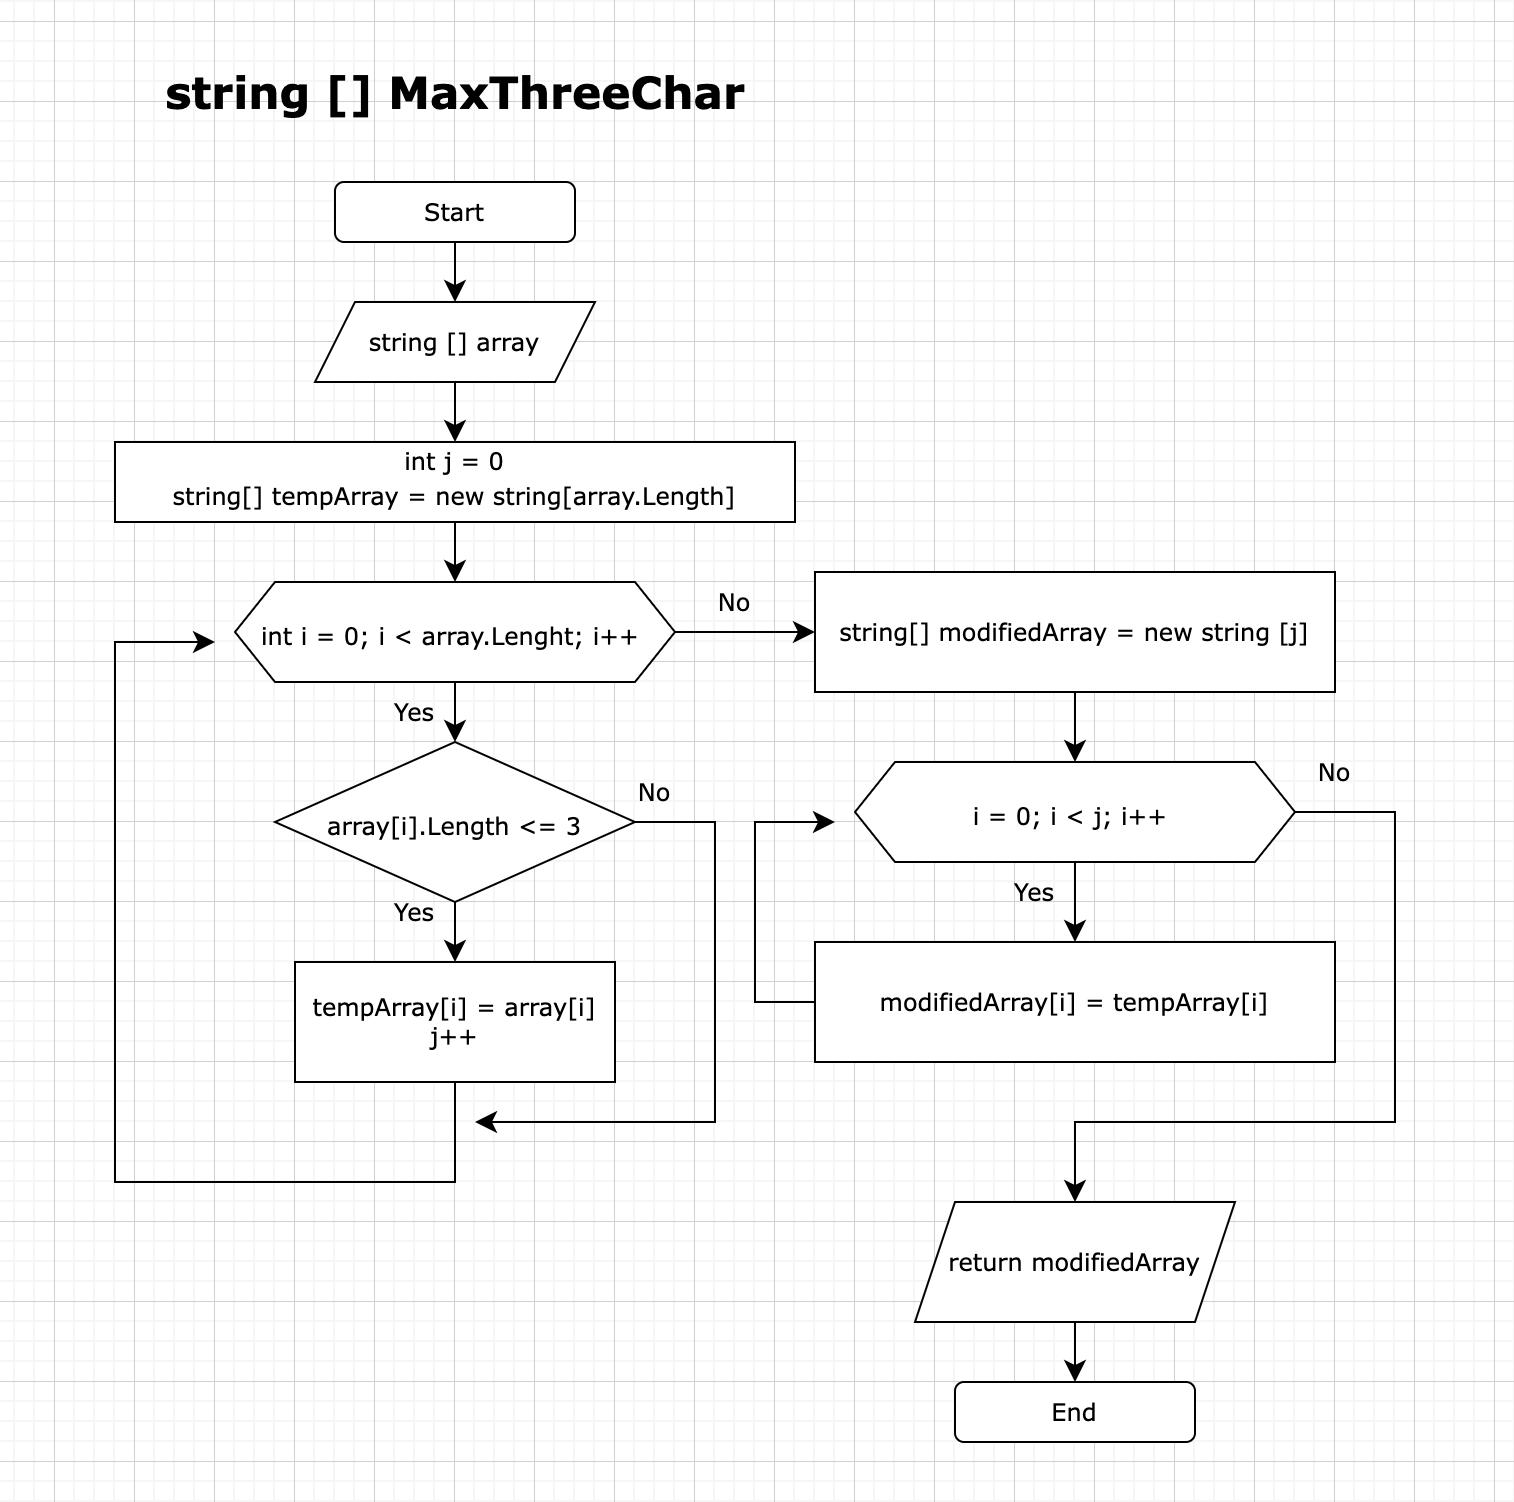 string [] MaxThreeChar
Start
string [] array
int j = 0
string[] tempArray = new string[array.Length]
int i = 0; i < array.Lenght; i++
No
Yes
array[i].Length <= 3
No
Yes
tempArray[i] = array[i]
j++
string[] modifiedArray = new string [j]
i = 0; i < j; i++
No
Yes
modifiedArray[i] = tempArray[i]
return modifiedArray
End